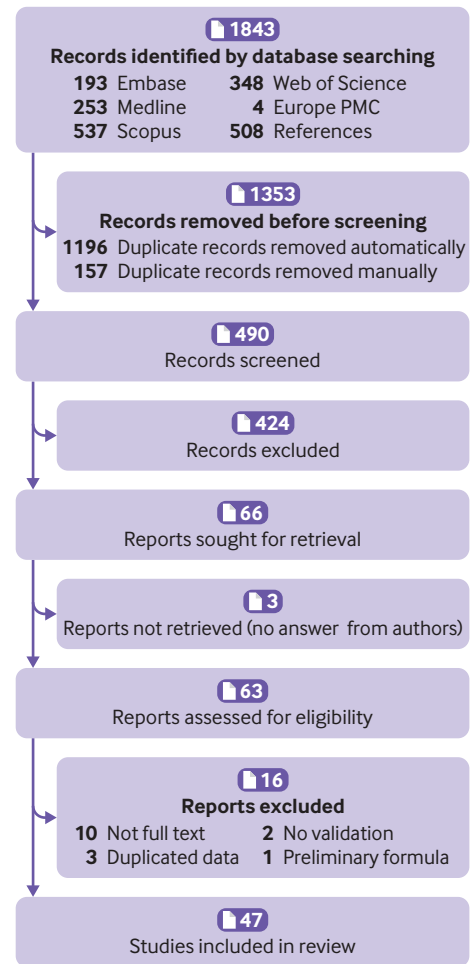 1843
Records identified by database searching
193 Embase 348 Web of Science
253 Medline 4 Europe PMC
537 Scopus 508 References
1353
Records removed before screening
1196 Duplicate records removed automatically
157 Duplicate records removed manually
490
Records screened
424
Records excluded
66
Reports sought for retrieval
3
Reports not retrieved (no answer from authors)
63
Reports assessed for eligibility
16
Reports excluded
10 Not full text 2 No validation
3 Duplicated data 1 Preliminary formula
47
Studies included in review